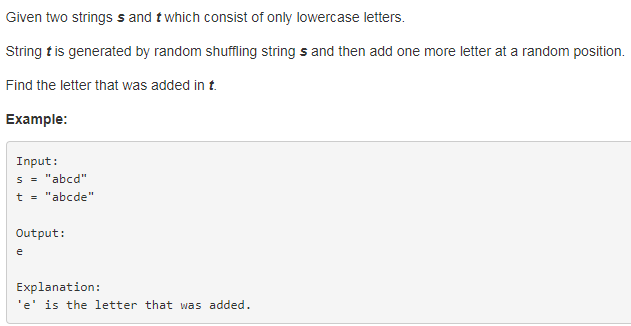 Given two strings s and t which consist of only lowercase letters.
String t is generated by random shuffling string s and then add one more letter at a random position.
Find the letter that was added in t.
Example:
Input:
s = "abcd"
t = "abcde"
Output:
e
Explanation:
'e' is the letter that was added.